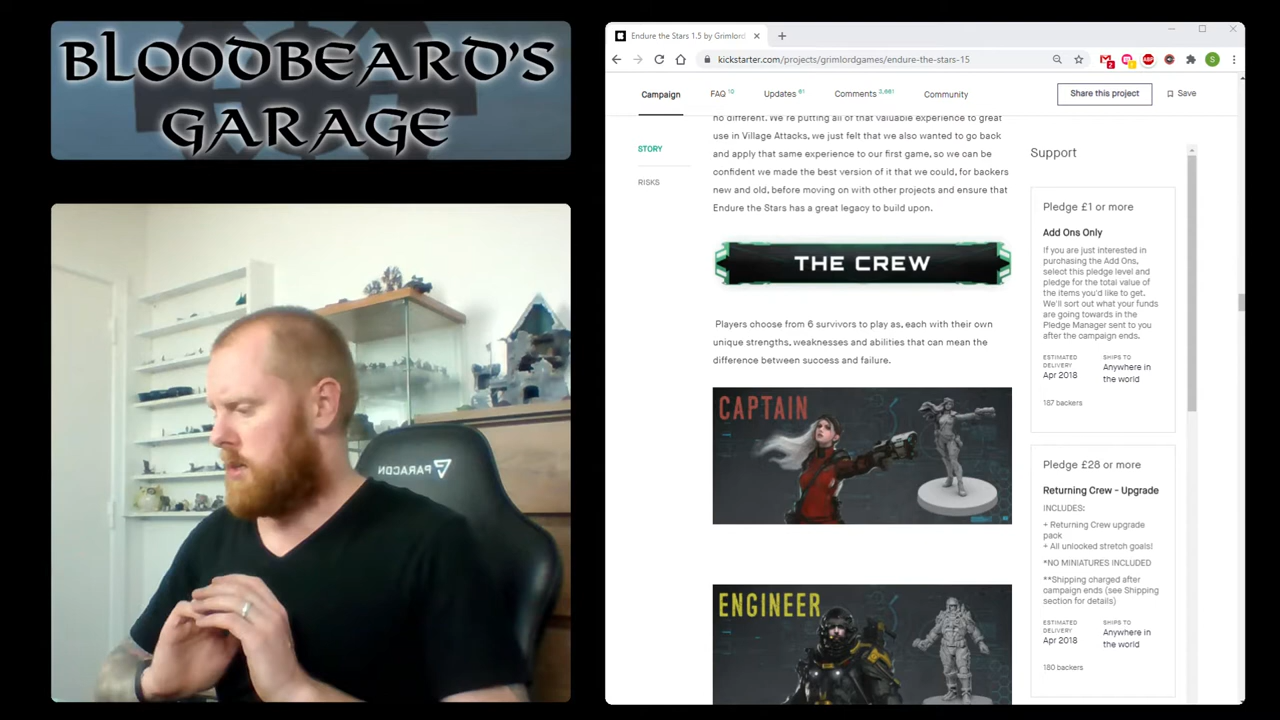 BLOODBEARD'S
GARAGE
PARACON
Endure the Stars 1.5 by Grimlord
kickstarter.com/projects/grimlordgames/endure-the-stars-15
2
S
Campaign
FAQ 10
Updates 61
Comments 3,661
Community
Share this project
Save
STORY
RISKS
no different. We're putting all of that valuable experience to great
use in Village Attacks, we just felt that we also wanted to go back
and apply that same experience to our first game, so we can be
confident we made the best version of it that we could, for backers
new and old, before moving on with other projects and ensure that
Endure the Stars has a great legacy to build upon.
THE CREW
Players choose from 6 survivors to play as, each with their own
unique strengths, weaknesses and abilities that can mean the
difference between success and failure.
CAPTAIN
ENGINEER
Support
Pledge £1 or more
Add Ons Only
If you are just interested in
purchasing the Add Ons,
select this pledge level and
pledge for the total value of
the items you'd like to get.
We'll sort out what your funds
are going towards in the
Pledge Manager sent to you
after the campaign ends.
ESTIMATED
DELIVERY
Apr 2018
SHIPS TO
Anywhere in
the world
187 backers
Pledge £28 or more
Returning Crew - Upgrade
INCLUDES:
+ Returning Crew upgrade
pack
+ All unlooked stretch goals!
*NO MINIATURES INCLUDED
**Shipping charged after
campaign ends (see Shipping
section for details)
ESTIMATED
DELIVERY
Apr 2018
SHIPS TO
Anywhere in
the world
180 backers